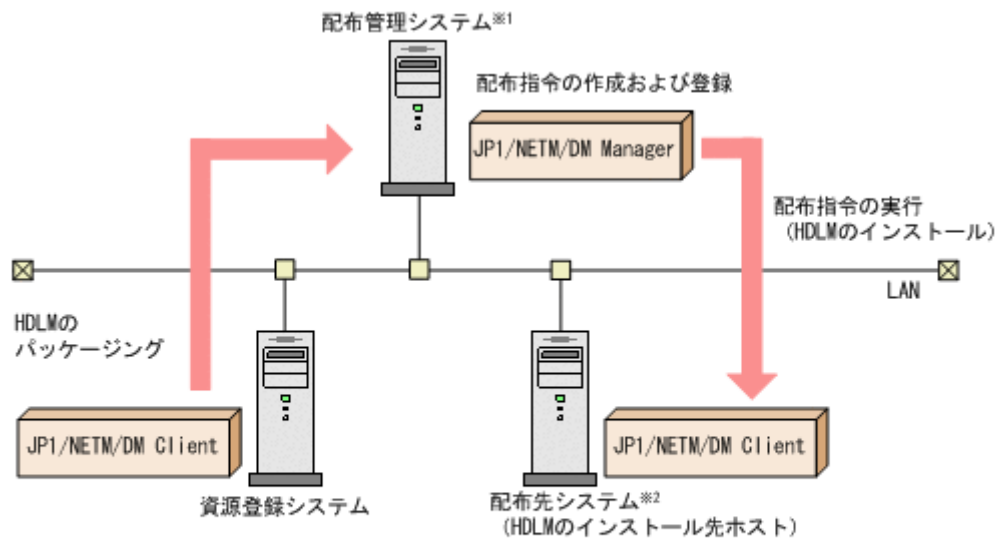 配布管理システム※1
配布指令の作成および登録
JP1/NETM/DM Manager
配布指令の実行
(HDLMのインストール)
LAN
HDLMの
パッケージング
JP1/NETM/DM Client
資源登録システム
JP1/NETM/DM Client
配布先システム※2
(HDLMのインストール先ホスト)